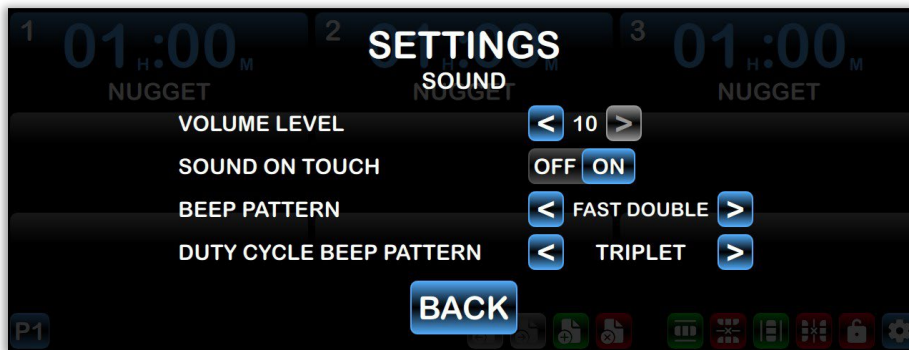 1 01 H :00 M 2 01 H :00 M 3 01 H :00 M
SETTINGS
SOUND
NUGGET NUGGET NUGGET
VOLUME LEVEL < 10 >
SOUND ON TOUCH OFF ON
BEEP PATTERN < FAST DOUBLE >
DUTY CYCLE BEEP PATTERN < TRIPLET >
BACK
P1